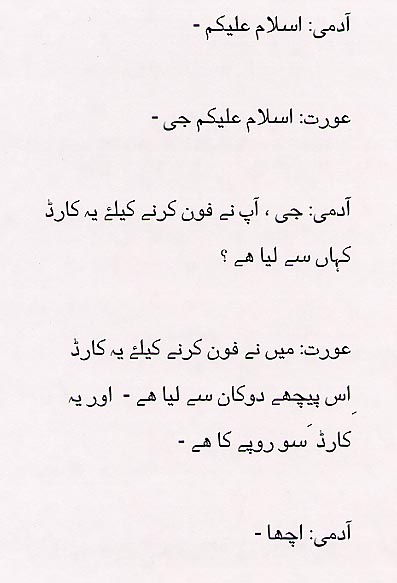 آدمی: اسلام علیکم -
عورت: اسلام علیکم جی -
آدمی: جی ، آپ نے فون کرنے کیلئے یہ کارڈ
کہاں سے لیا ھے ؟
عورت: میں نے فون کرنے کیلئے یہ کارڈ
اِس پیچھے دوکان سے لیا ھے - اور یہ
کارڈ َسو روپے کا ھے -
آدمی: اچھا -